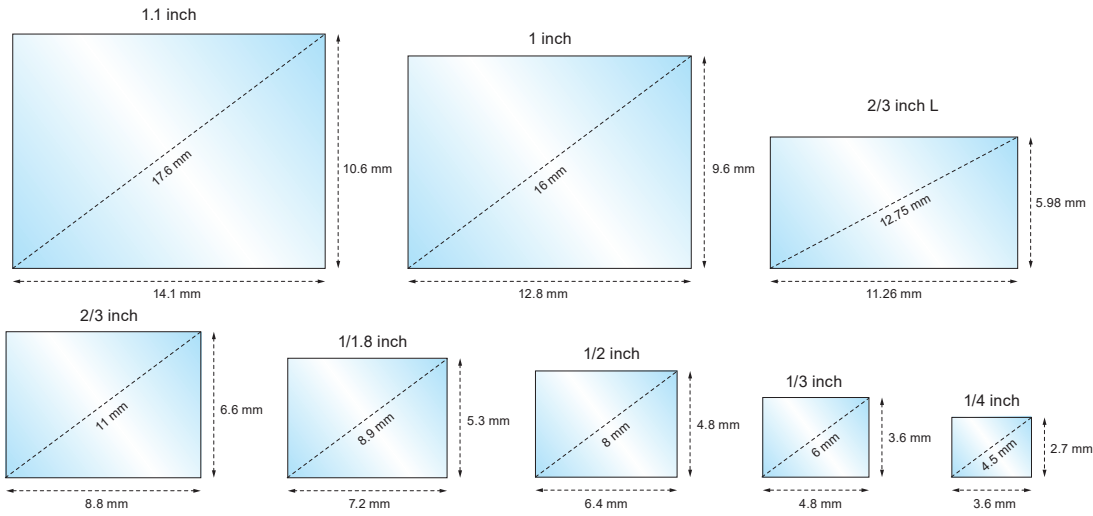 1.1 inch
17.6 mm
10.6 mm
14.1 mm
1 inch
16 mm
9.6 mm
12.8 mm
2/3 inch L
12.75 mm
5.98 mm
11.26 mm
2/3 inch
11 mm
6.6 mm
8.8 mm
1/1.8 inch
8.9 mm
5.3 mm
7.2 mm
1/2 inch
8 mm
4.8 mm
6.4 mm
1/3 inch
6 mm
3.6 mm
4.8 mm
1/4 inch
4.5 mm
2.7 mm
3.6 mm